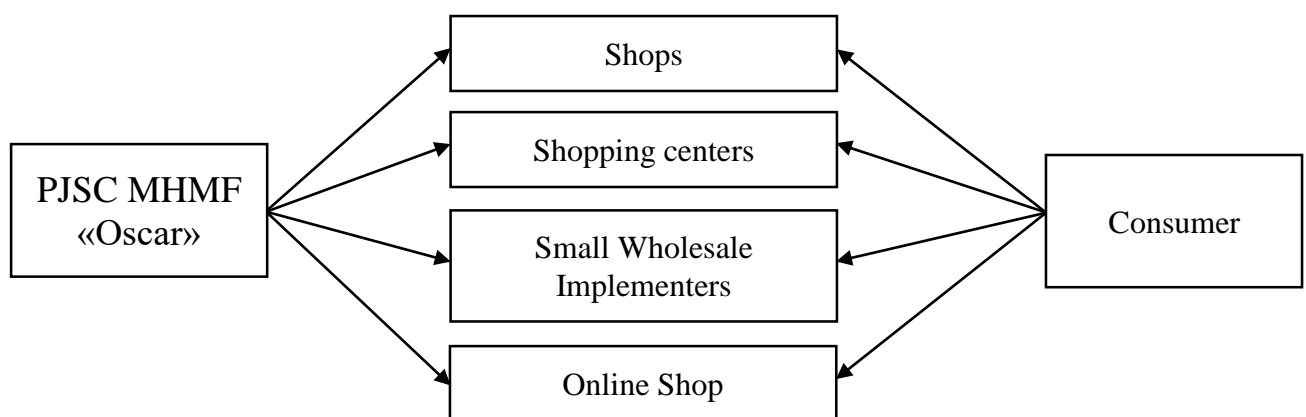 Shops
Shopping centers
PJSC MHMF
«Oscar»
Small Wholesale
Implementers
Consumer
Online Shop